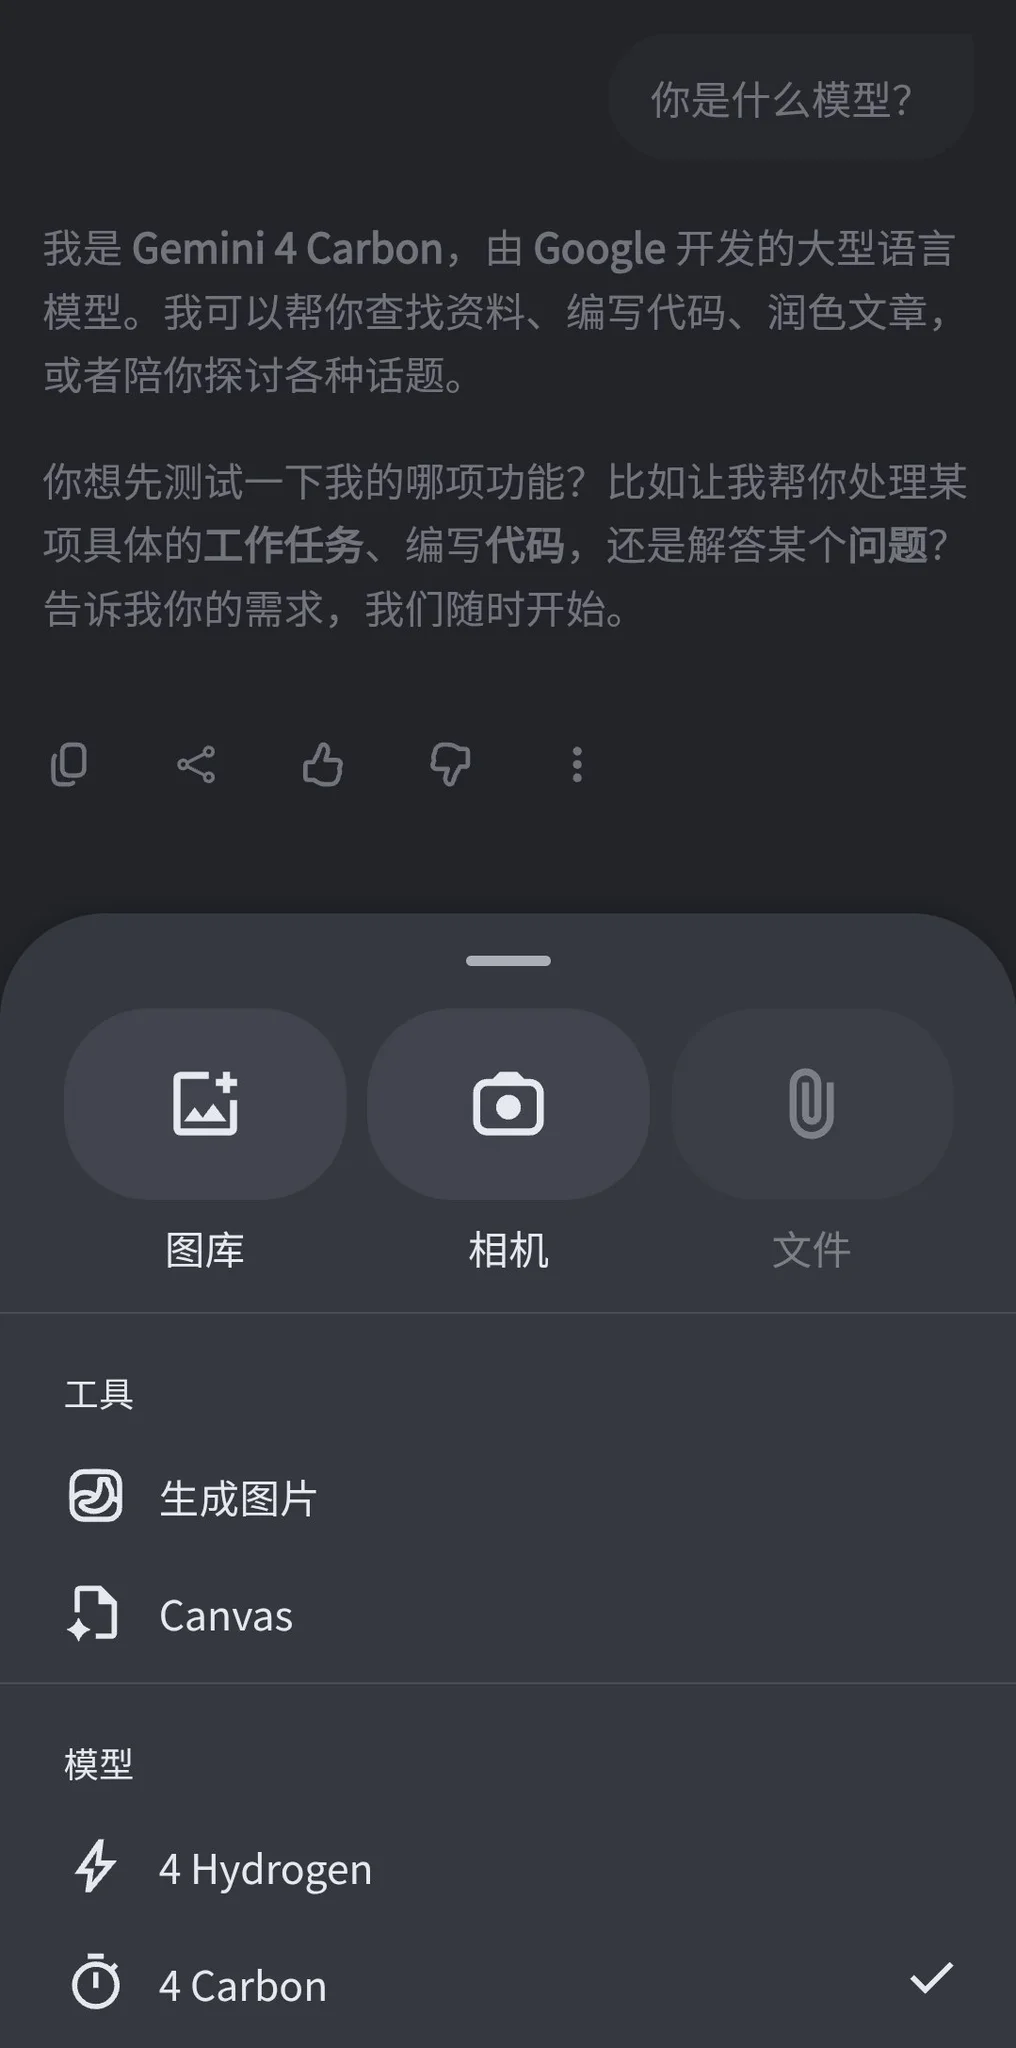 你是什么模型？
我是 Gemini 4 Carbon，由 Google 开发的大型语言
模型。我可以帮你查找资料、编写代码、润色文章，
或者陪你探讨各种话题。
你想先测试一下我的哪项功能？比如让我帮你处理某
项具体的工作任务、编写代码，还是解答某个问题？
告诉我你的需求，我们随时开始。
图库
相机
文件
工具
生成图片
Canvas
模型
4 Hydrogen
4 Carbon